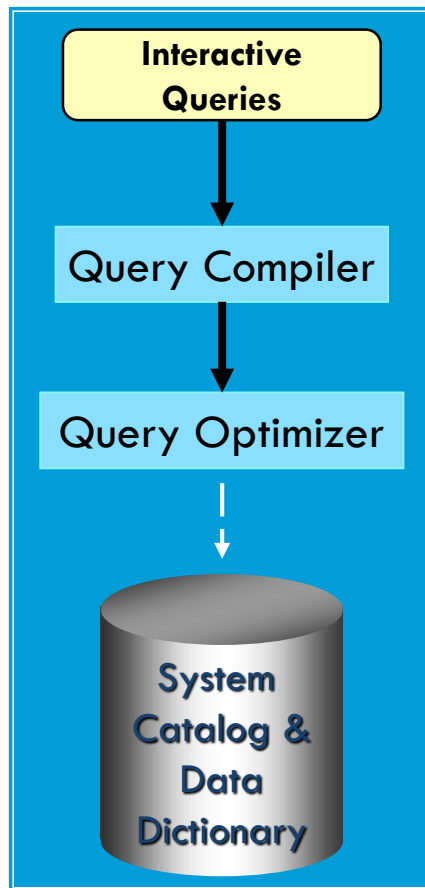 Interactive
Queries
Query Compiler
Query Optimizer
System
Catalog &
Data
Dictionary